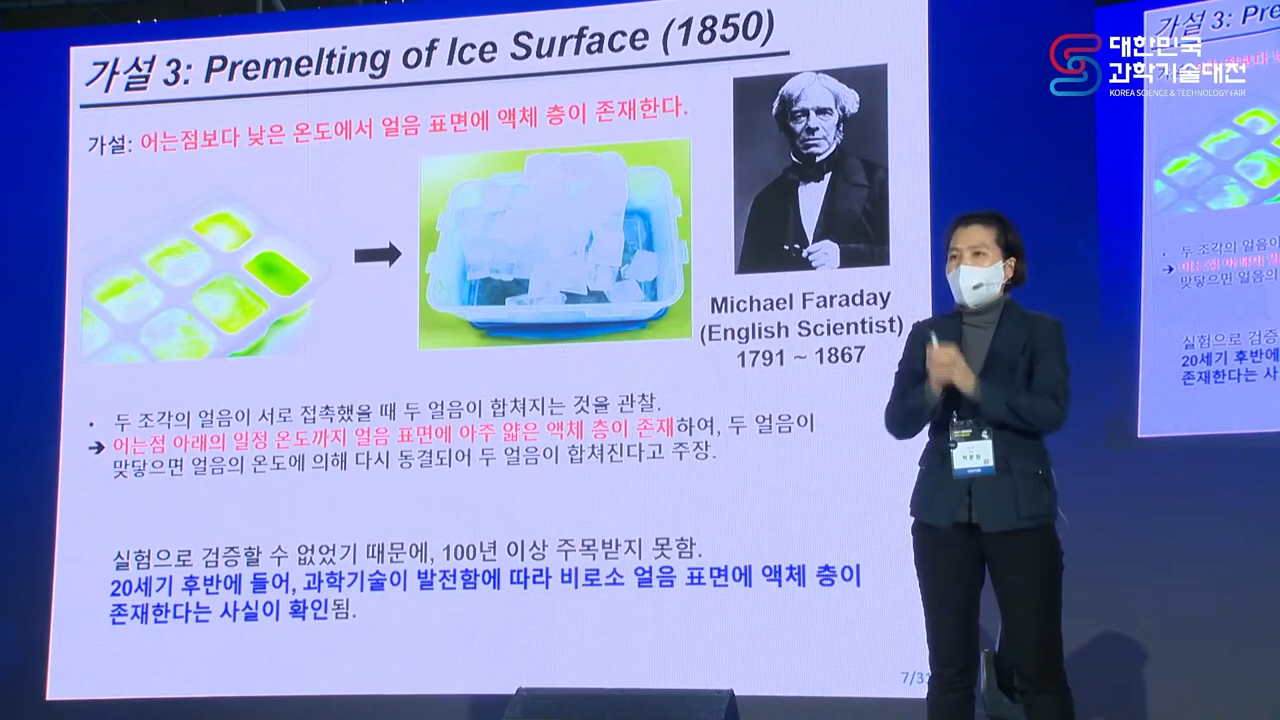 가설 3: Premelting of Ice Surface (1850)
가설: 어는점보다 낮은 온도에서 얼음 표면에 액체 층이 존재한다.
Michael Faraday
(English Scientist)
1791 ~ 1867
• 두 조각의 얼음이 서로 접촉했을 때 두 얼음이 합쳐지는 것을 관찰.
➔ 어는점 아래의 일정 온도까지 얼음 표면에 아주 얇은 액체 층이 존재하여, 두 얼음이
맞닿으면 얼음의 온도에 의해 다시 동결되어 두 얼음이 합쳐진다고 주장.
실험으로 검증할 수 없었기 때문에, 100년 이상 주목받지 못함.
20세기 후반에 들어, 과학기술이 발전함에 따라 비로소 얼음 표면에 액체 층이
존재한다는 사실이 확인됨.
7/31
대한민국
과학기술대전
KOREA SCIENCE & TECHNOLOGY FAIR
가설 3: Pre
• 두 조각의 얼음이
➔
맞닿으면 얼음의
실험으로 검증
20세기 후반에
존재한다는 사